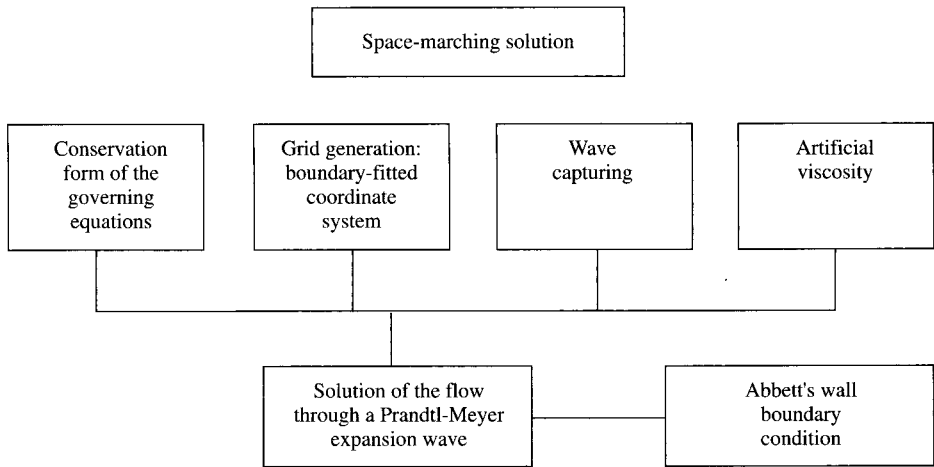 Space-marching solution
Conservation
form of the
governing
equations
Grid generation:
boundary-fitted
coordinate
system
Wave
capturing
Artificial
viscosity
Solution of the flow
through a Prandtl-Meyer
expansion wave
Abbett's wall
boundary
condition